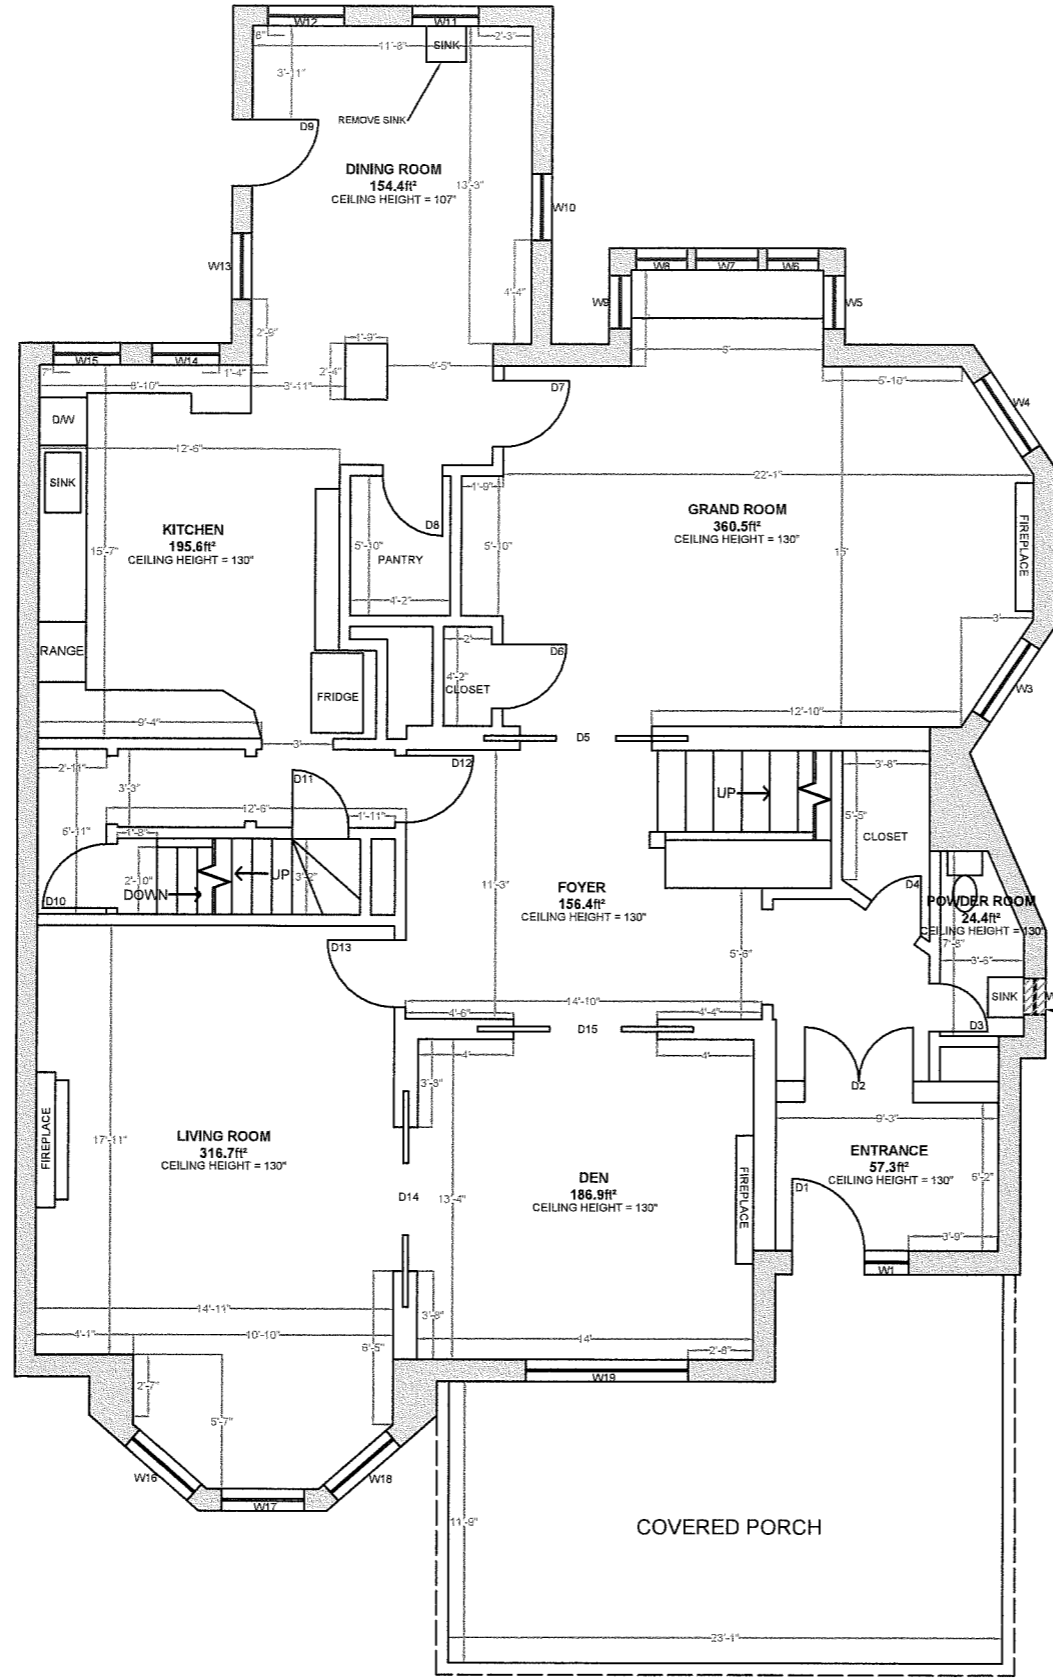 W12
W11
6"
2'-3"
11'-8"
SINK
3'-11"
REMOVE SINK
D9
DINING ROOM
154.4ft²
CEILING HEIGHT = 107"
13'-3"
W10
W13
4'-4"
W8
W7
W6
W9
W5
2'-9"
W15
W14
7"
1'-4"
8'-10"
3'-11"
1'-9"
2'-4"
4'-5"
D7
8'
5'-10"
W4
D/W
SINK
12'-6"
22'-1"
1'-9"
KITCHEN
195.6ft²
CEILING HEIGHT = 130"
15'-7"
D8
5'-10"
PANTRY
4'-2"
5'-10"
GRAND ROOM
360.5ft²
CEILING HEIGHT = 130"
15'
FIREPLACE
3'
RANGE
FRIDGE
2'
4'-2"
CLOSET
D6
W3
9'-4"
3'
12'-10"
D5
2'-11"
3'-3"
6'-11"
12'-6"
1'-8"
D11
1'-11"
D12
UP
3'-8"
5'-5"
CLOSET
2'-10"
DOWN
UP
3'-2"
D10
11'-3"
FOYER
156.4ft²
CEILING HEIGHT = 130"
D4
POWDER ROOM
24.4ft²
CEILING HEIGHT = 130"
7'-8"
3'-6"
SINK
W
D3
D13
5'-6"
14'-10"
4'-6"
4'-4"
D15
4'
4'
3'-8"
D2
9'-3"
FIREPLACE
17'-11"
LIVING ROOM
316.7ft²
CEILING HEIGHT = 130"
D14
13'-4"
DEN
186.9ft²
CEILING HEIGHT = 130"
FIREPLACE
ENTRANCE
57.3ft²
CEILING HEIGHT = 130"
6'-2"
D1
3'-9"
W1
14'-11"
4'-1"
10'-10"
6'-5"
3'-8"
14'
2'-8"
W19
2'-7"
5'-7"
W16
W17
W18
11'-9"
COVERED PORCH
23'-1"